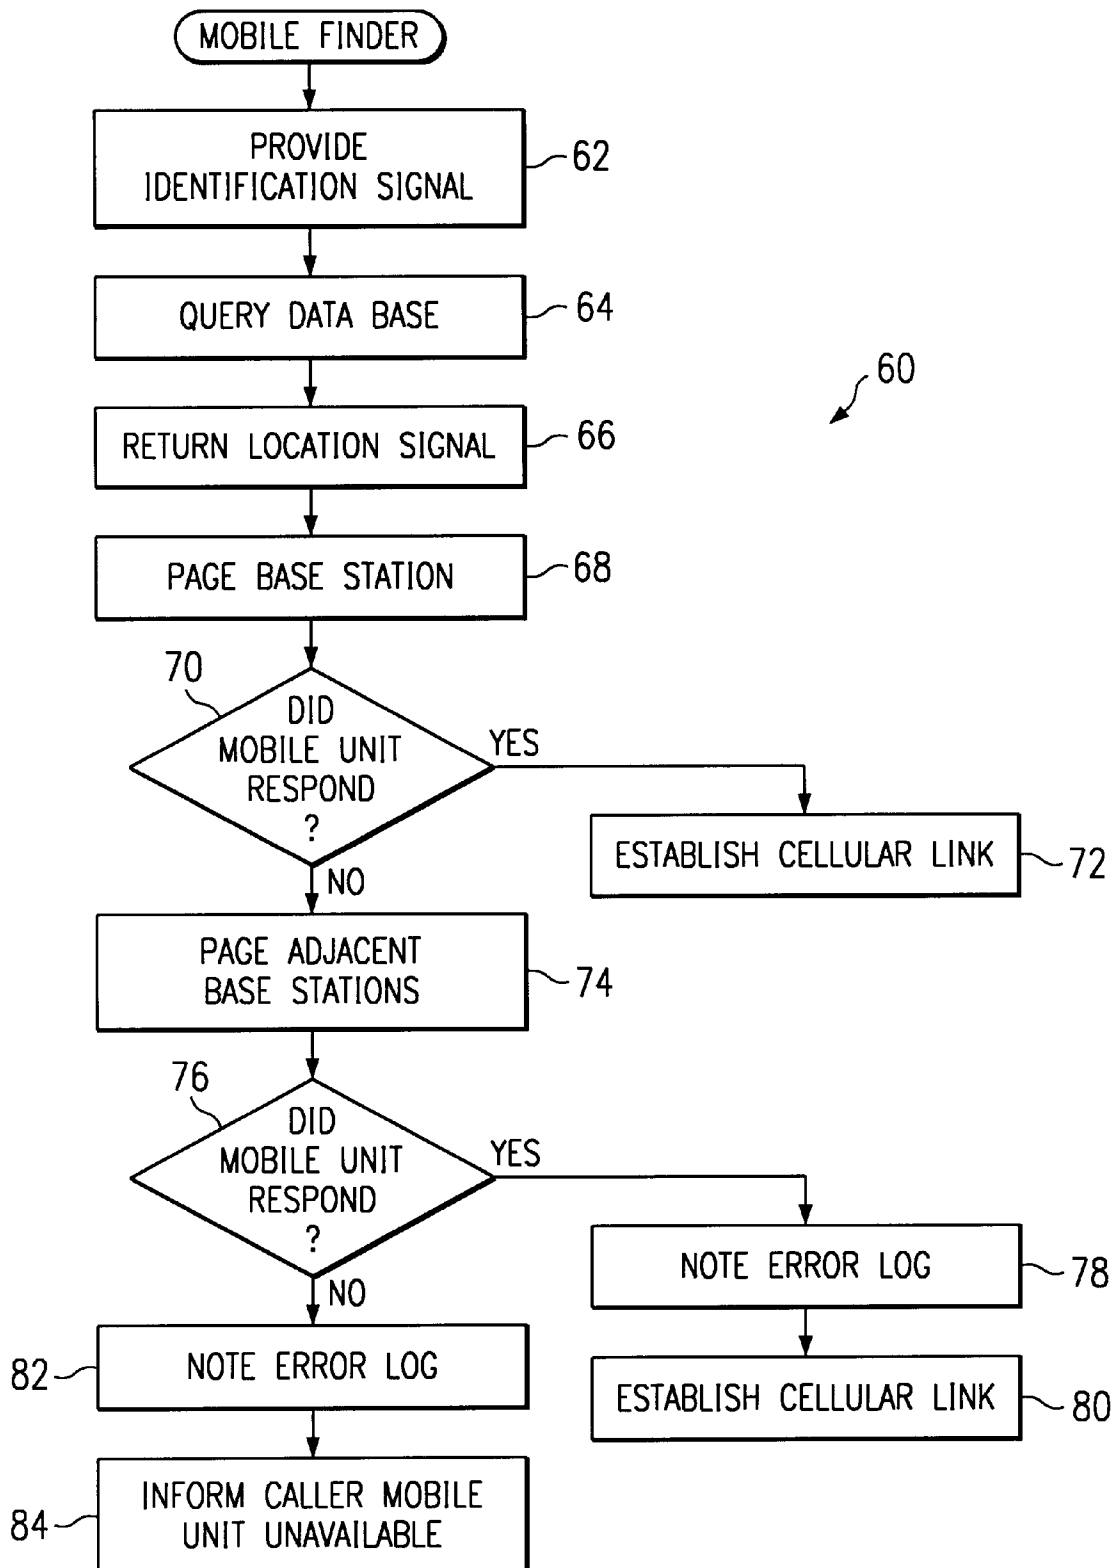 MOBILE FINDER
PROVIDE
IDENTIFICATION SIGNAL
62
QUERY DATA BASE
64
60
RETURN LOCATION SIGNAL
66
PAGE BASE STATION
68
70
DID
MOBILE UNIT
RESPOND
?
YES
ESTABLISH CELLULAR LINK
72
NO
PAGE ADJACENT
BASE STATIONS
74
76
DID
MOBILE UNIT
RESPOND
?
YES
NOTE ERROR LOG
78
NO
82
NOTE ERROR LOG
ESTABLISH CELLULAR LINK
80
84
INFORM CALLER MOBILE
UNIT UNAVAILABLE